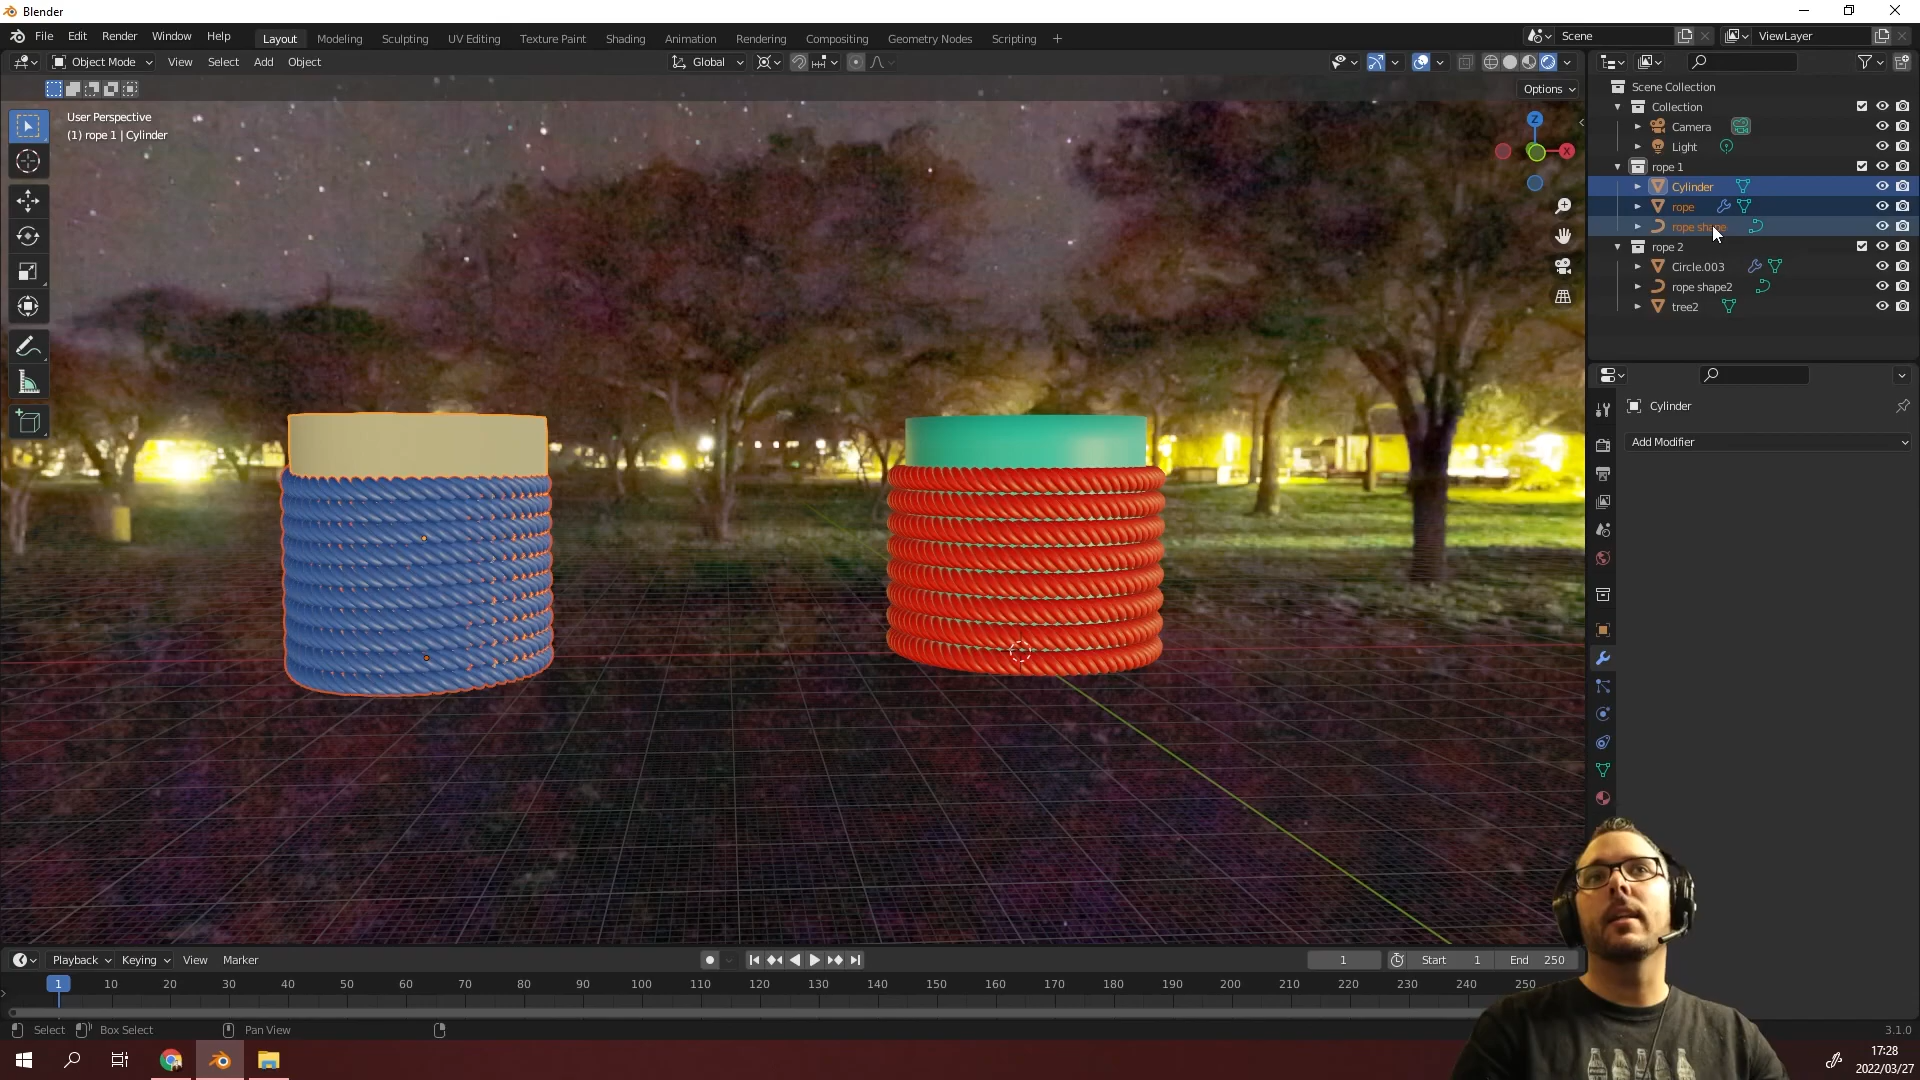 Blender
File Edit Render Window Help
Layout Modeling Sculpting UV Editing Texture Paint Shading Animation Rendering Compositing Geometry Nodes Scripting +
Scene
ViewLayer
Object Mode View Select Add Object
Global
Options
User Perspective
(1) rope 1 | Cylinder
Z
X
Scene Collection
Collection
Camera
Light
rope 1
Cylinder
rope
rope shape
rope 2
Circle.003
rope shape2
tree2
Cylinder
Add Modifier
Playback Keying View Marker
1
Start 1
End 250
1 10 20 30 40 50 60 70 80 90 100 110 120 130 140 150 160 170 180 190 200 210 220 230 240 250
Select Box Select Pan View
3.1.0
17:28
2022/03/27